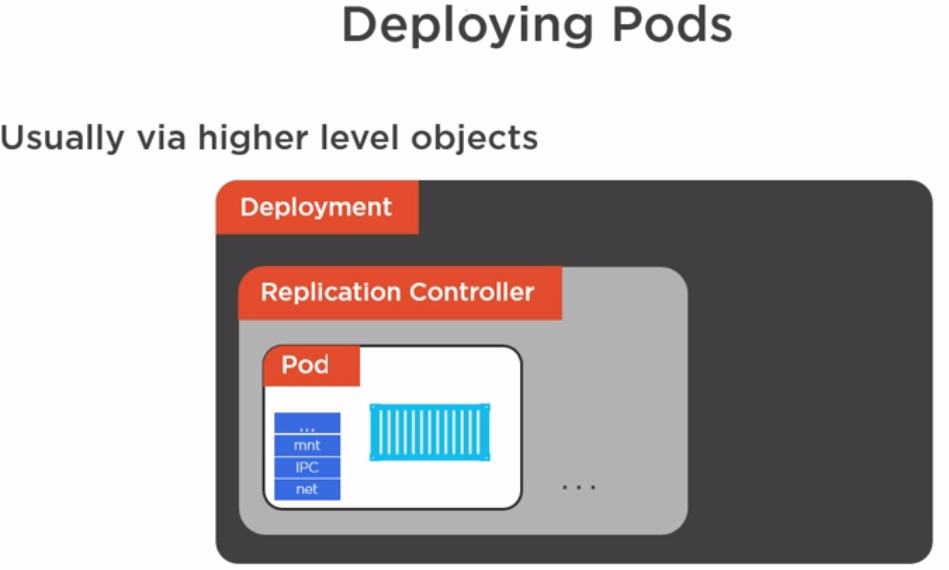 Deploying Pods
Usually via higher level objects
Deployment
Replication Controller
Pod
...
mnt
IPC
net
...